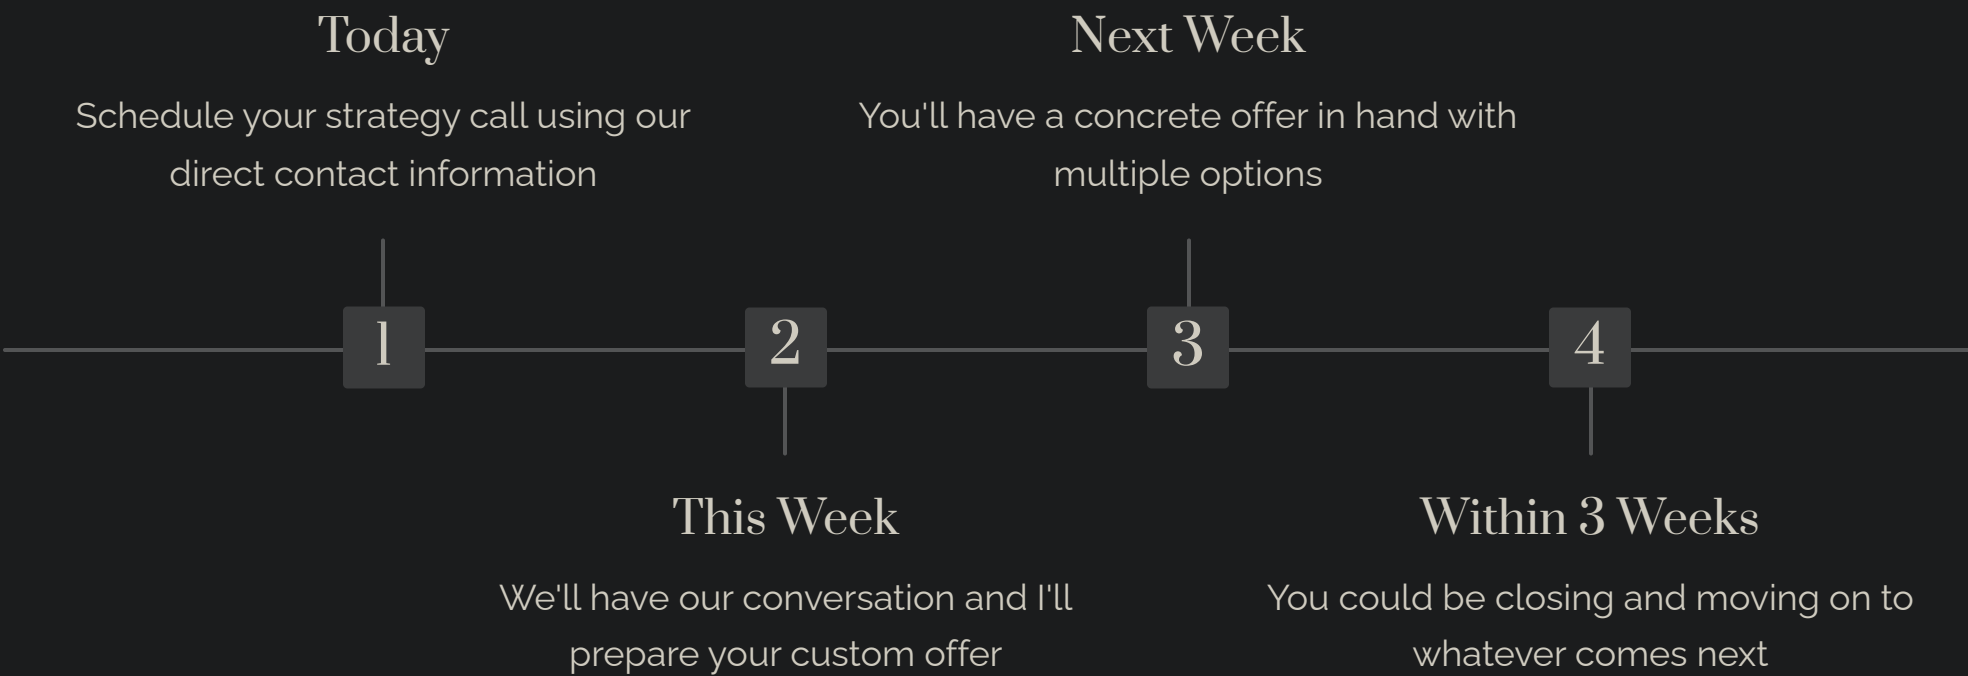 Today
Schedule your strategy call using our
direct contact information
1
2
This Week
We'll have our conversation and I'll
prepare your custom offer
Next Week
You'll have a concrete offer in hand with
multiple options
3
4
Within 3 Weeks
You could be closing and moving on to
whatever comes next